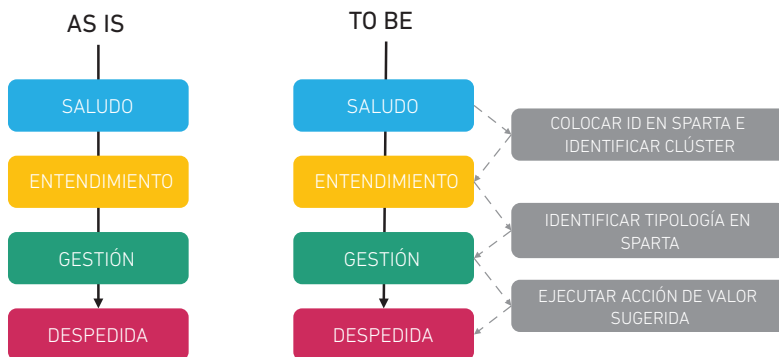 AS IS
SALUDO
ENTENDIMIENTO
GESTIÓN
DESPEDIDA
TO BE
SALUDO
COLOCAR ID EN SPARTA E
IDENTIFICAR CLÚSTER
ENTENDIMIENTO
IDENTIFICAR TIPOLOGÍA EN
SPARTA
GESTIÓN
EJECUTAR ACCIÓN DE VALOR
SUGERIDA
DESPEDIDA